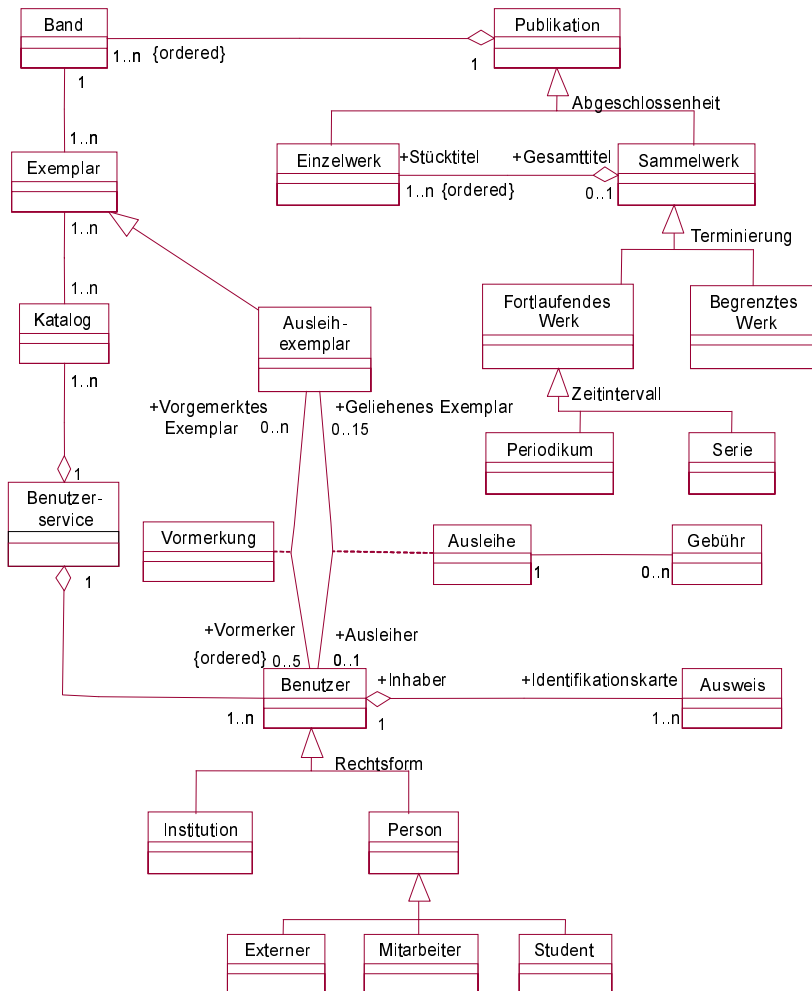 Band
Publikation
1..n {ordered}
1
1
Abgeschlossenheit
1..n
Exemplar
Einzelwerk
+Stücktitel
+Gesamttitel
Sammelwerk
1..n {ordered}
0..1
1..n
Terminierung
1..n
Katalog
Ausleih-
exemplar
Fortlaufendes
Werk
Begrenztes
Werk
1..n
+Vorgemerktes
Exemplar
0..n
+Geliehenes Exemplar
0..15
Zeitintervall
Periodikum
Serie
1
Benutzer-
service
Vormerkung
Ausleihe
Gebühr
1
1
0..n
+Vormerker
{ordered}
0..5
+Ausleiher
0..1
Benutzer
+Inhaber
+Identifikationskarte
Ausweis
1..n
1
1..n
Rechtsform
Institution
Person
Externer
Mitarbeiter
Student